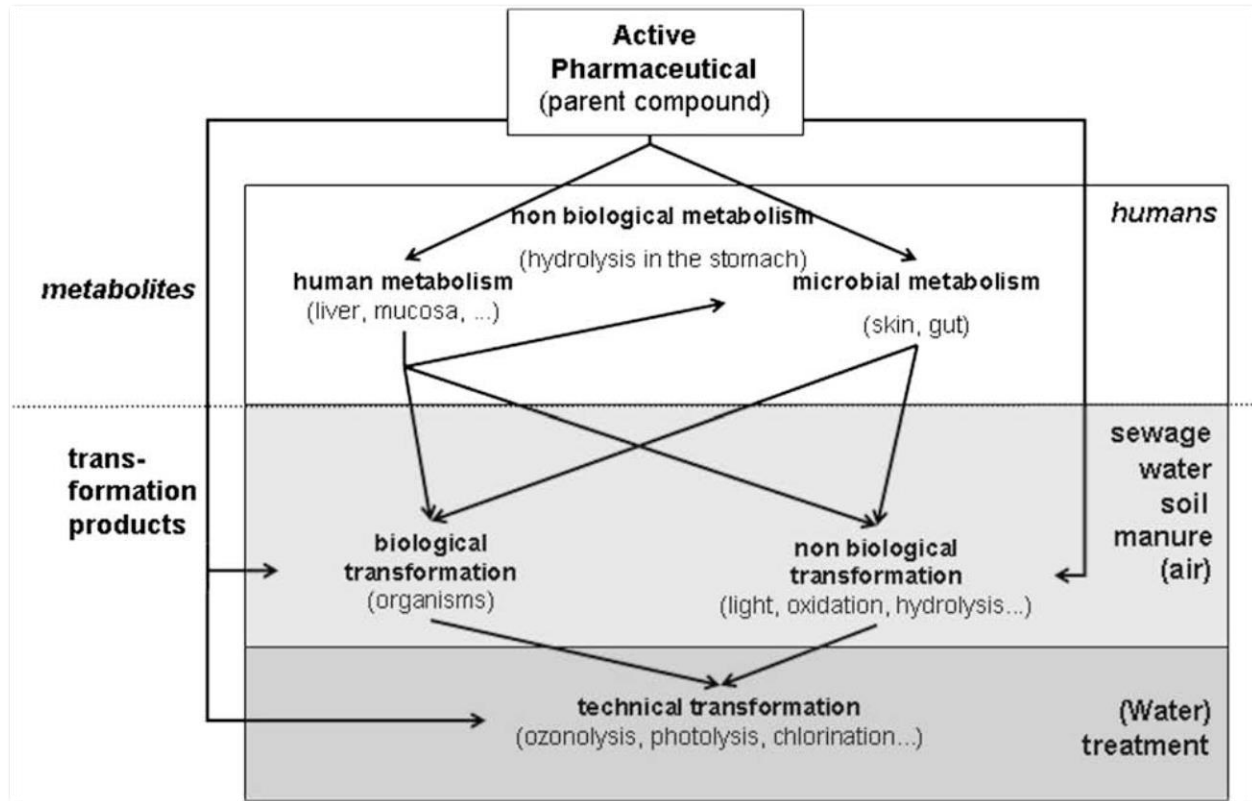 Active
Pharmaceutical
(parent compound)
humans
non biological metabolism
(hydrolysis in the stomach)
metabolites
human metabolism
(liver, mucosa, ...)
microbial metabolism
(skin, gut)
trans-
formation
products
sewage
water
soil
manure
(air)
biological
transformation
(organisms)
non biological
transformation
(light, oxidation, hydrolysis...)
technical transformation
(ozonolysis, photolysis, chlorination...)
(Water)
treatment